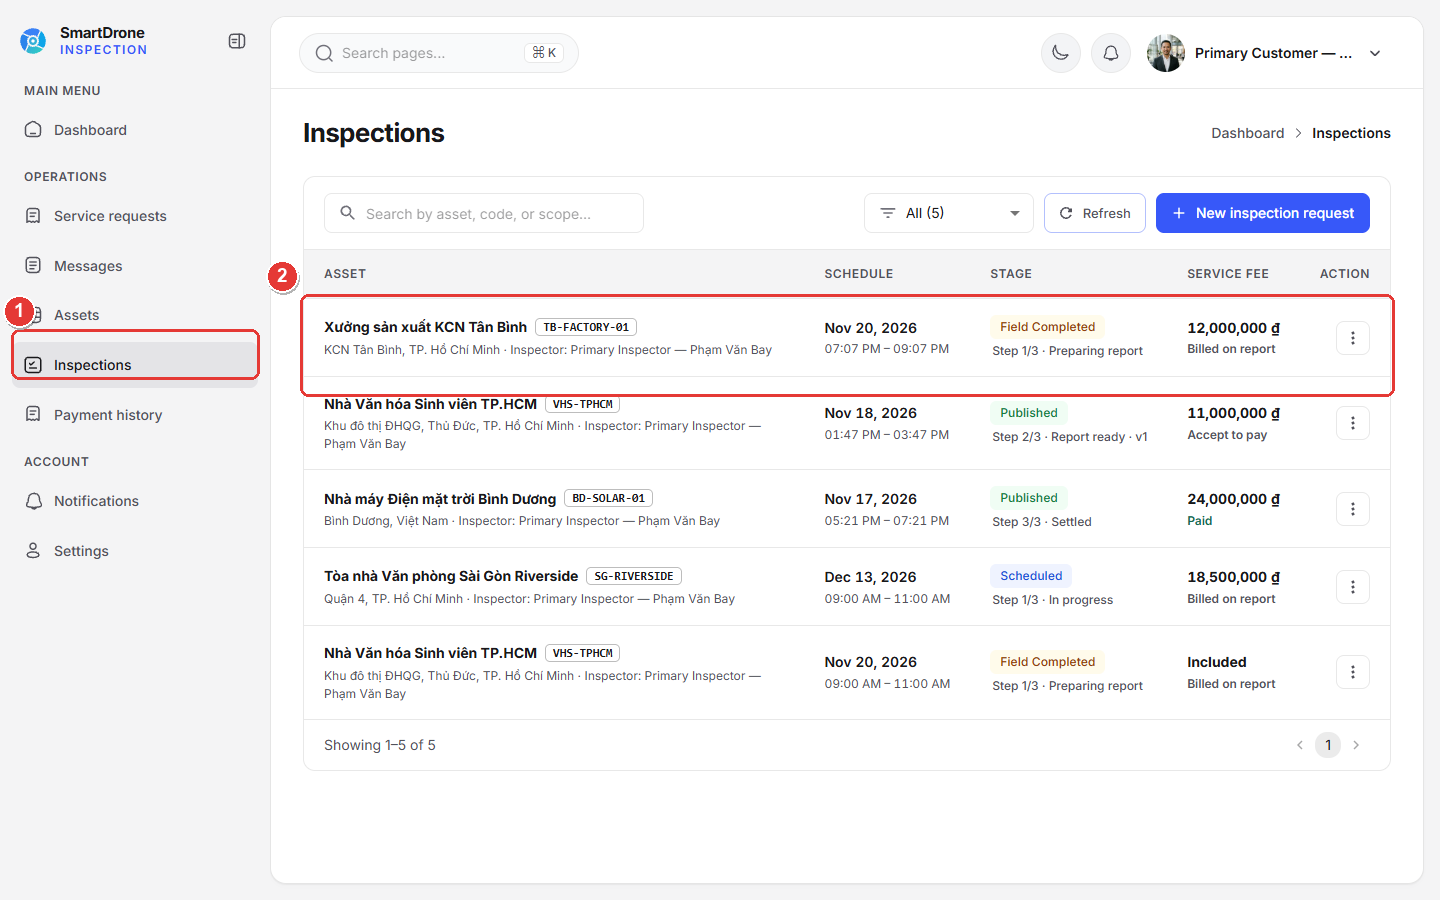 SmartDrone
INSPECTION
MAIN MENU
Dashboard
OPERATIONS
Service requests
Messages
1
Assets
Inspections
Payment history
ACCOUNT
Notifications
Settings
Search pages...
⌘ K
Primary Customer — ...
Inspections
Dashboard > Inspections
Search by asset, code, or scope...
All (5)
Refresh
+ New inspection request
2
ASSET SCHEDULE STAGE SERVICE FEE ACTION
Xưởng sản xuất KCN Tân Bình TB-FACTORY-01
KCN Tân Bình, TP. Hồ Chí Minh · Inspector: Primary Inspector — Phạm Văn Bay
Nov 20, 2026
07:07 PM – 09:07 PM
Field Completed
Step 1/3 · Preparing report
12,000,000 ₫
Billed on report
Nhà Văn hóa Sinh viên TP.HCM VHS-TPHCM
Khu đô thị ĐHQG, Thủ Đức, TP. Hồ Chí Minh · Inspector: Primary Inspector —
Phạm Văn Bay
Nov 18, 2026
01:47 PM – 03:47 PM
Published
Step 2/3 · Report ready · v1
11,000,000 ₫
Accept to pay
Nhà máy Điện mặt trời Bình Dương BD-SOLAR-01
Bình Dương, Việt Nam · Inspector: Primary Inspector — Phạm Văn Bay
Nov 17, 2026
05:21 PM – 07:21 PM
Published
Step 3/3 · Settled
24,000,000 ₫
Paid
Tòa nhà Văn phòng Sài Gòn Riverside SG-RIVERSIDE
Quận 4, TP. Hồ Chí Minh · Inspector: Primary Inspector — Phạm Văn Bay
Dec 13, 2026
09:00 AM – 11:00 AM
Scheduled
Step 1/3 · In progress
18,500,000 ₫
Billed on report
Nhà Văn hóa Sinh viên TP.HCM VHS-TPHCM
Khu đô thị ĐHQG, Thủ Đức, TP. Hồ Chí Minh · Inspector: Primary Inspector —
Phạm Văn Bay
Nov 20, 2026
09:00 AM – 11:00 AM
Field Completed
Step 1/3 · Preparing report
Included
Billed on report
Showing 1–5 of 5
< 1 >